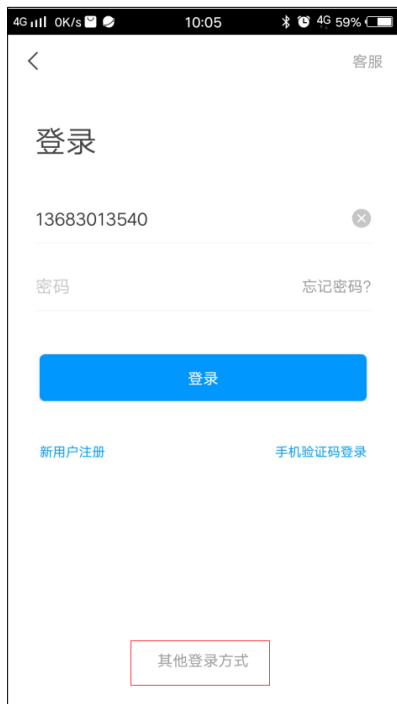 4G 0K/s 10:05 4G 59%
客服
登录
13683013540
密码 忘记密码?
登录
新用户注册 手机验证码登录
其他登录方式